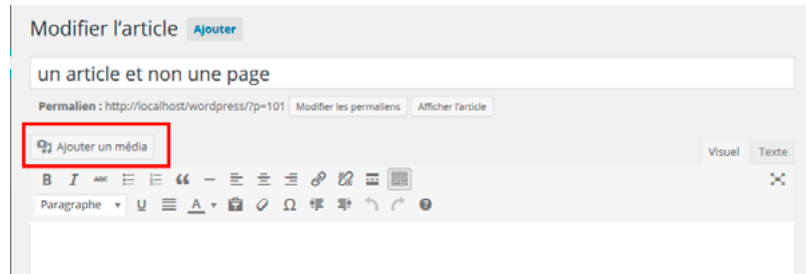 Modifier l'article Ajouter
un article et non une page
Permalien : http://localhost/wordpress/?p=101 Modifier les permaliens Afficher l'article
Ajouter un média
Visuel Texte
B I ABC
Paragraphe U A Ω